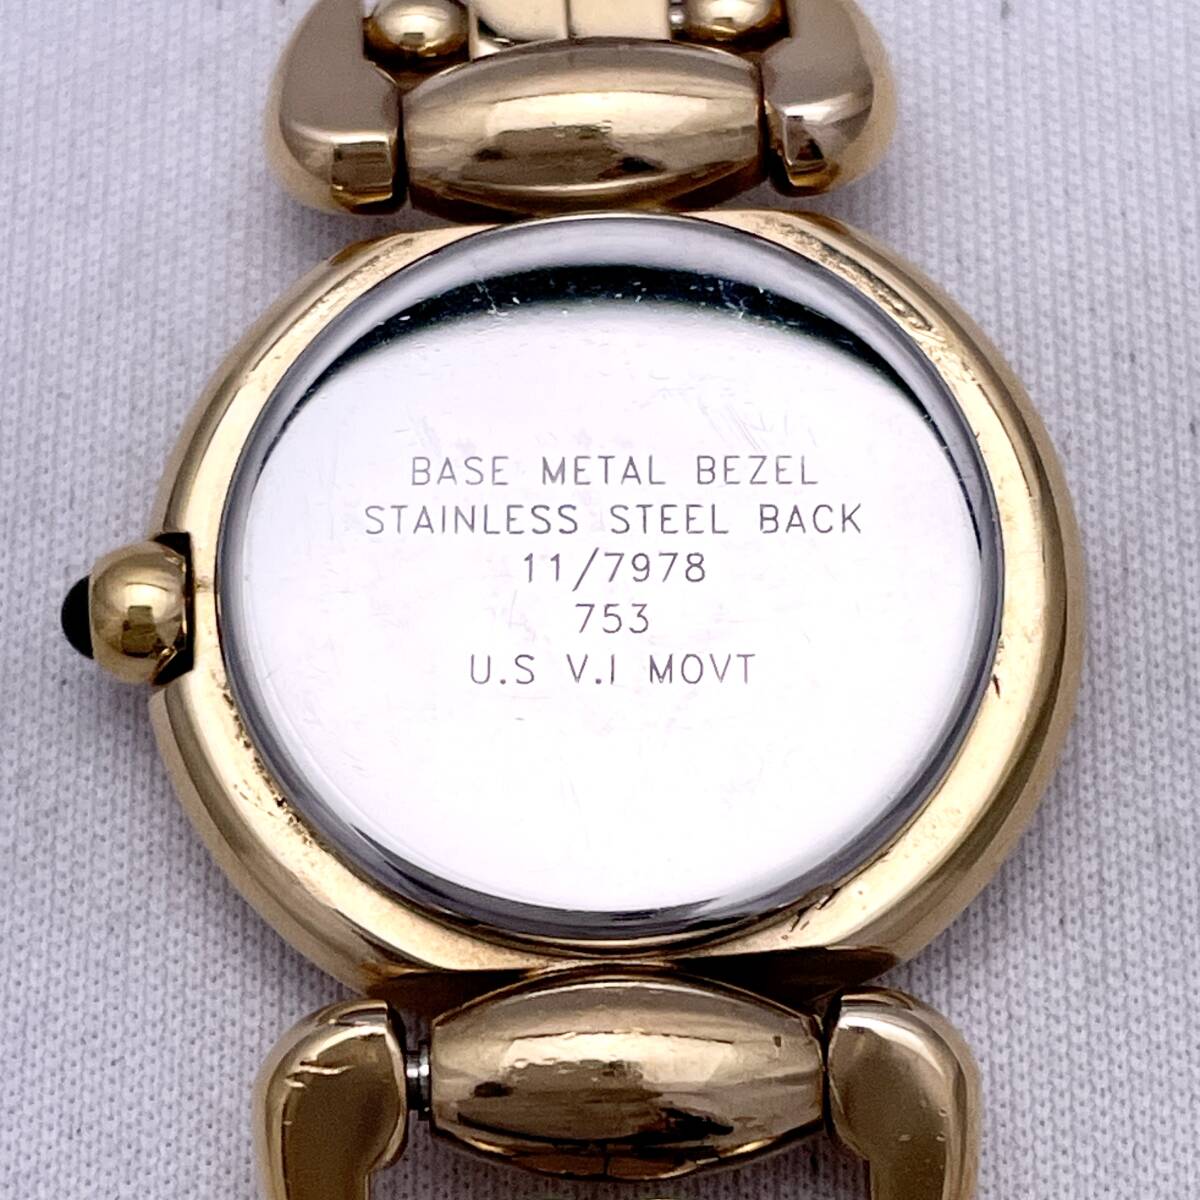 BASE METAL BEZEL
STAINLESS STEEL BACK
11/7978
753
U.S V.I MOVT